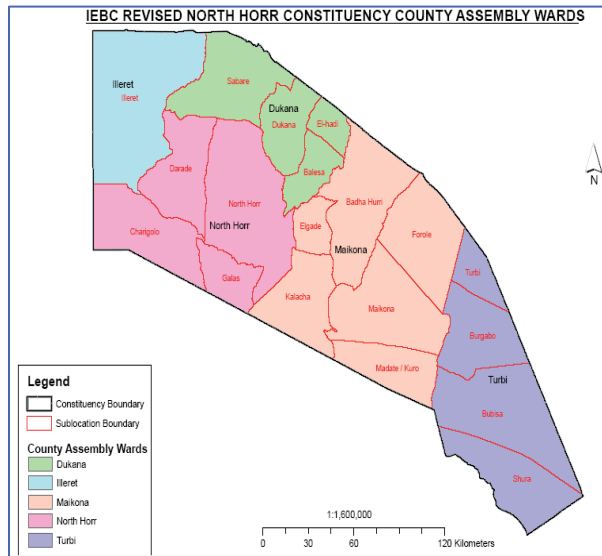 IEBC REVISED NORTH HORR CONSTITUENCY COUNTY ASSEMBLY WARDS
Illeret
Illeret
Sabare
Dukana
Dukana
El-hadi
Balesa
Darade
North Horr
North Horr
Badha Hurri
Elgade
Forole
Charigolo
Maikona
Galas
Kalacha
Maikona
Turbi
Burgabo
Madate / Kuro
Turbi
Bubisa
Shura
N
Legend
Constituency Boundary
Sublocation Boundary
County Assembly Wards
Dukana
Illeret
Maikona
North Horr
Turbi
1:1,600,000
0 30 60 120 Kilometers